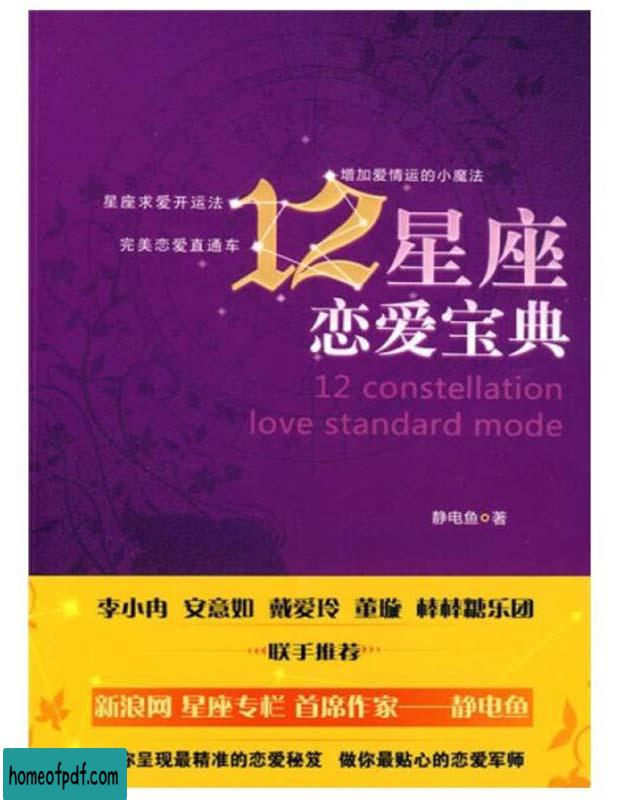 增加爱情运的小魔法
星座求爱开运法
完美恋爱直通车
12星座
恋爱宝典
12 constellation
love standard mode
静电鱼 著
李小冉 安意如 戴爱玲 董璇 棒棒糖乐团
联手推荐
新浪网 星座专栏 首席作家——静电鱼
你呈现最精准的恋爱秘笈 做你最贴心的恋爱军师
homeofpdf.com